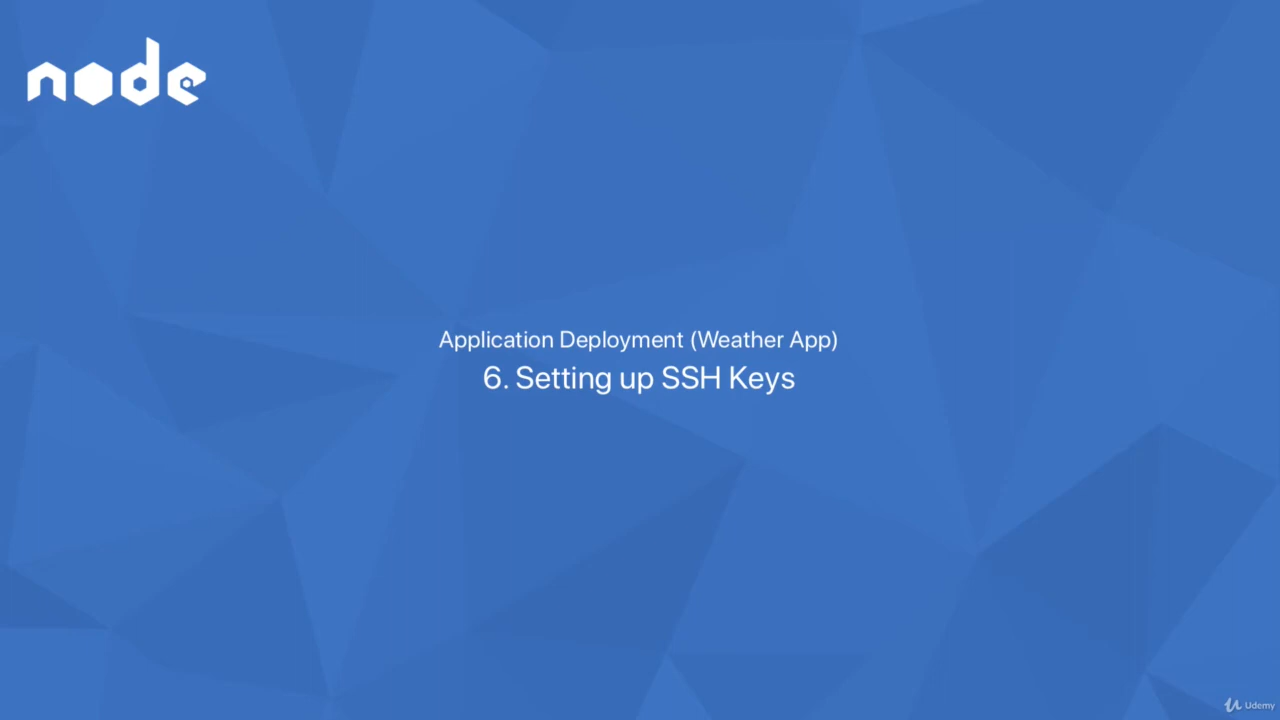 node
Application Deployment (Weather App)
6. Setting up SSH Keys
Udemy